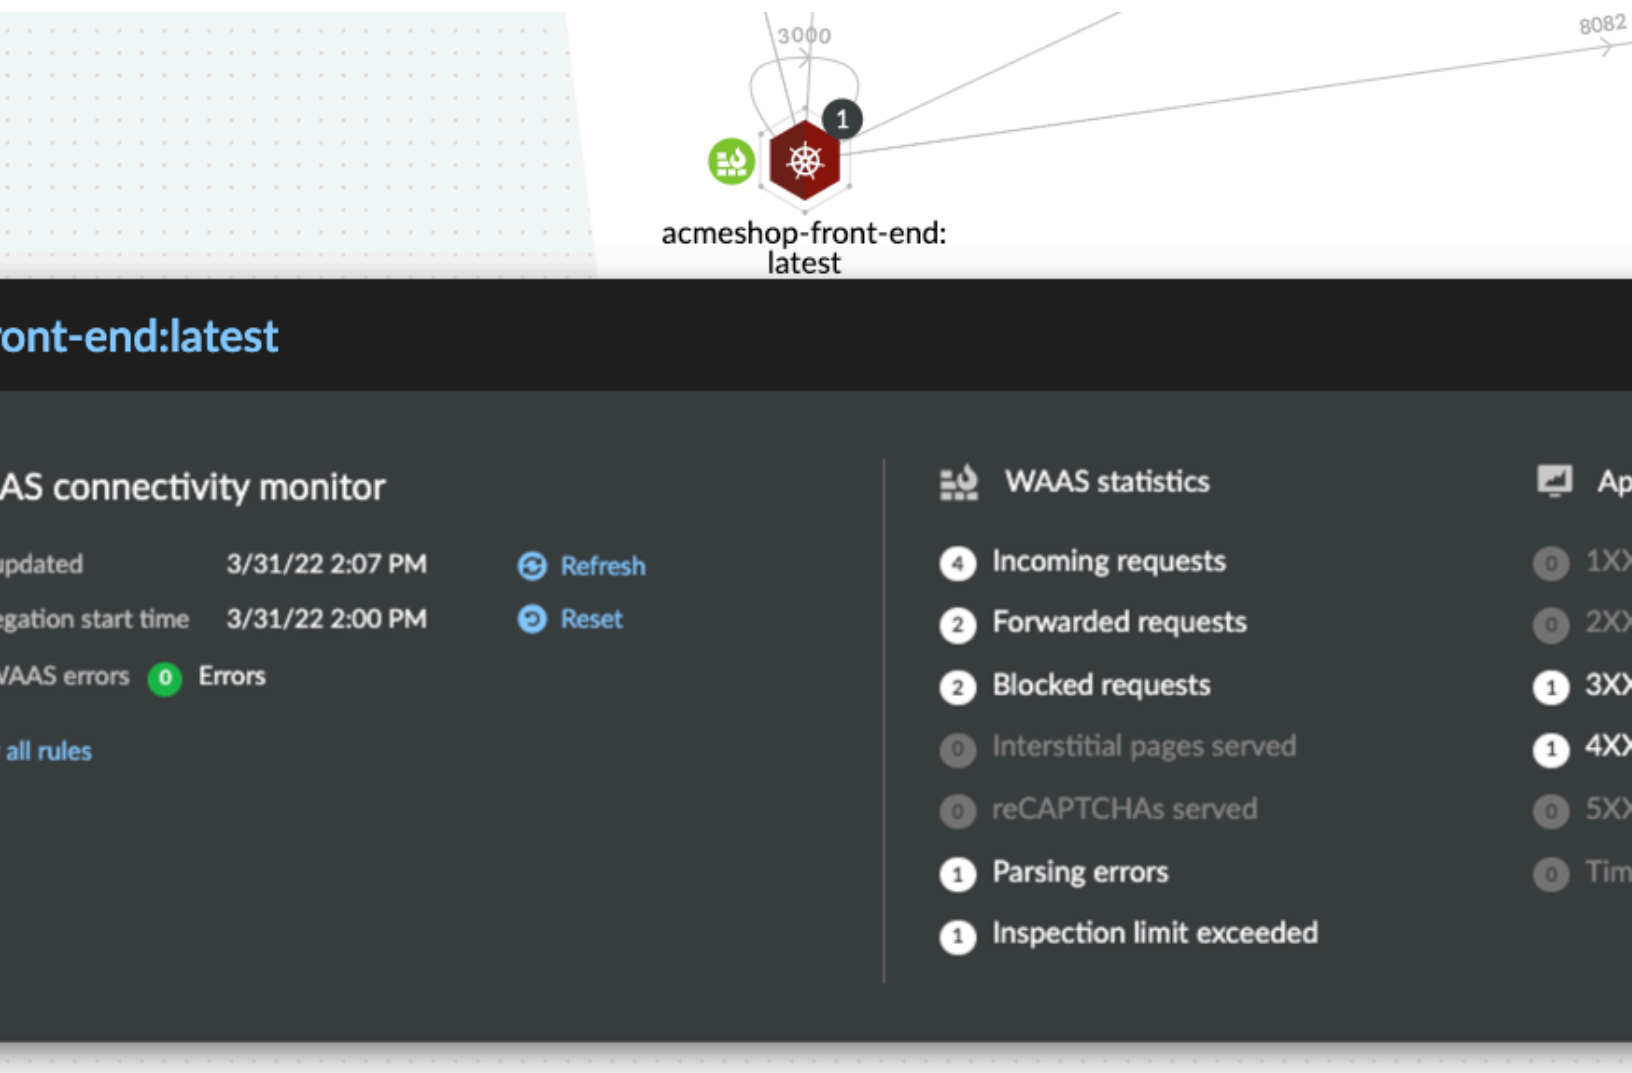 3000
8082
1
acmeshop-front-end:
latest
ront-end:latest
AS connectivity monitor
updated 3/31/22 2:07 PM Refresh
egation start time 3/31/22 2:00 PM Reset
WAAS errors 0 Errors
all rules
WAAS statistics
4 Incoming requests
2 Forwarded requests
2 Blocked requests
0 Interstitial pages served
0 reCAPTCHAs served
1 Parsing errors
1 Inspection limit exceeded
Ap
0 1XX
0 2XX
1 3XX
1 4XX
0 5XX
0 Tim